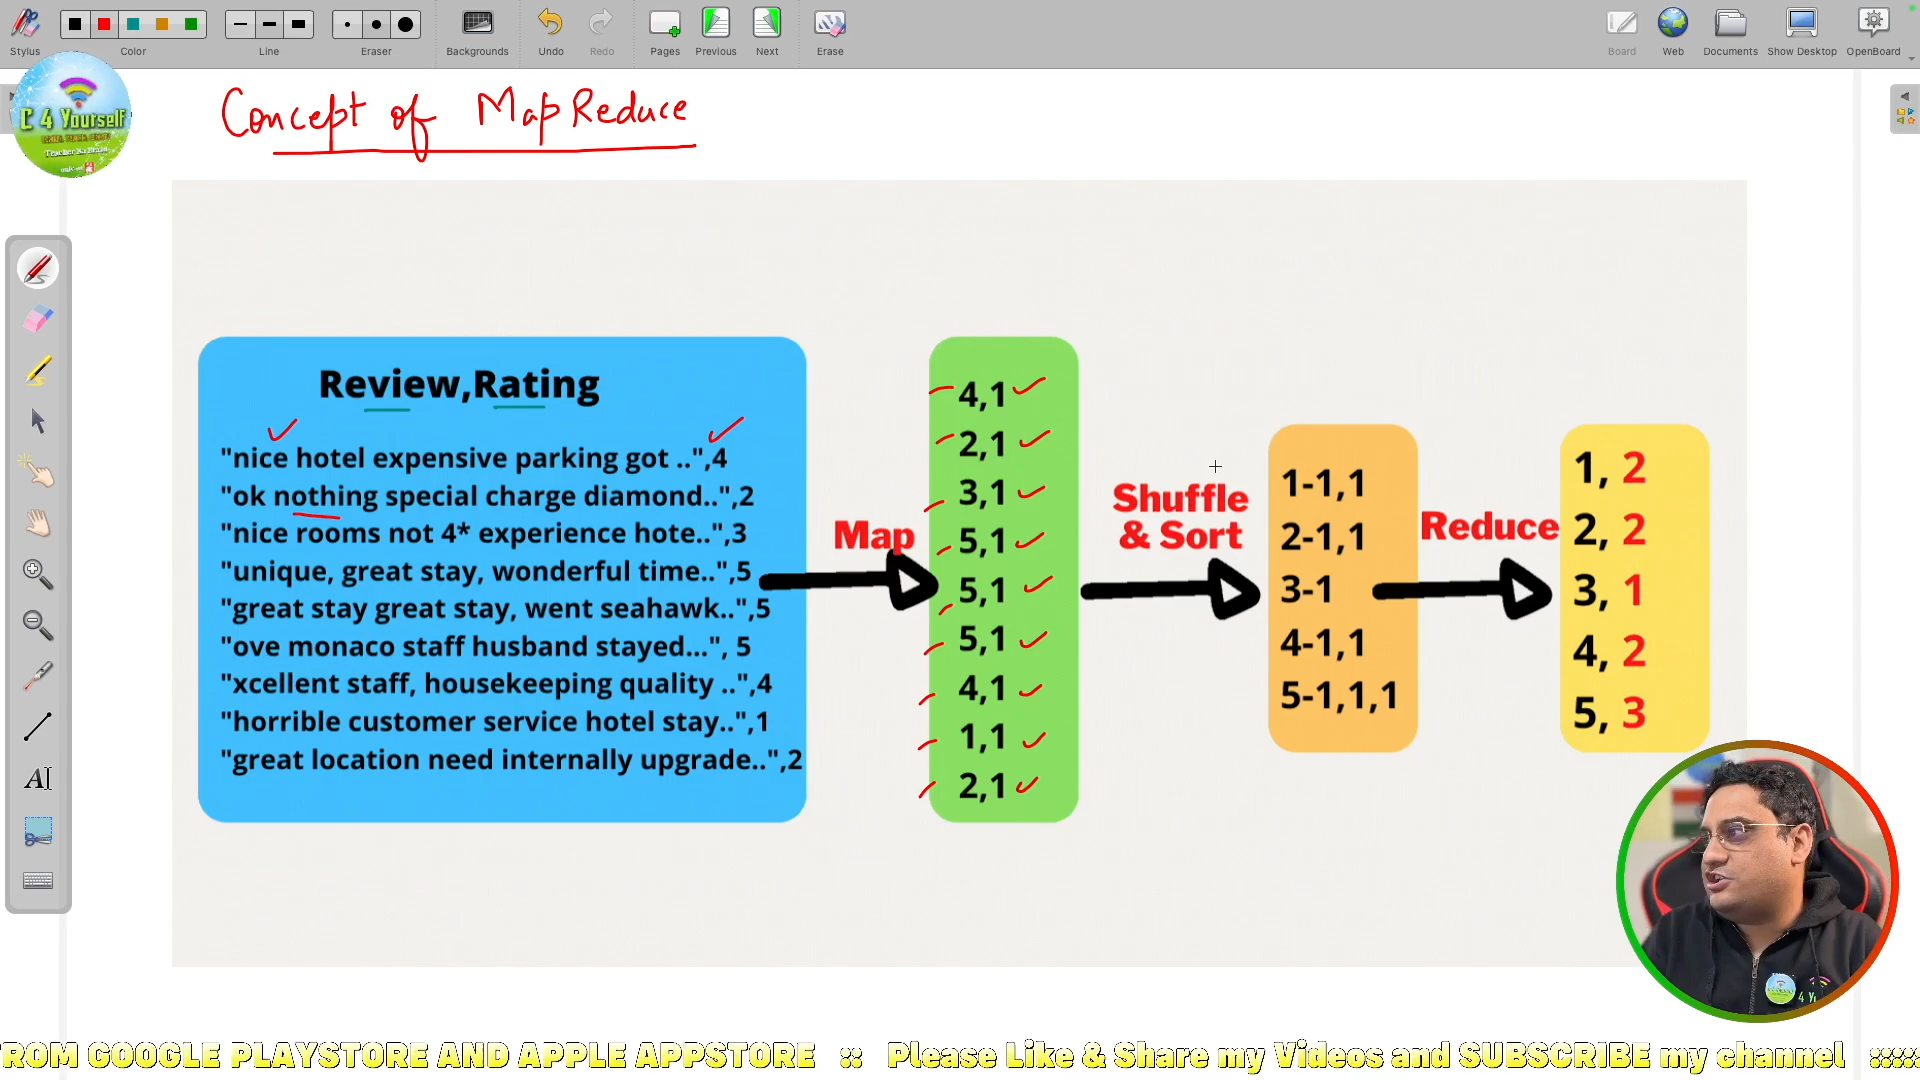 Stylus
Color
Line
Eraser
Backgrounds
Undo
Redo
Pages
Previous
Next
Erase
Board
Web
Documents
Show Desktop
OpenBoard
C 4 Yourself
Concept of MapReduce
Review,Rating
"nice hotel expensive parking got ..",4
"ok nothing special charge diamond..",2
"nice rooms not 4* experience hote..",3
"unique, great stay, wonderful time..",5
"great stay great stay, went seahawk..",5
"ove monaco staff husband stayed...", 5
"xcellent staff, housekeeping quality ..",4
"horrible customer service hotel stay..",1
"great location need internally upgrade..",2
Map
4,1
2,1
3,1
5,1
5,1
5,1
4,1
1,1
2,1
Shuffle
& Sort
1-1,1
2-1,1
3-1
4-1,1
5-1,1,1
Reduce
1, 2
2, 2
3, 1
4, 2
5, 3
AI
ROM GOOGLE PLAYSTORE AND APPLE APPSTORE :: Please Like & Share my Videos and SUBSCRIBE my channel :::::